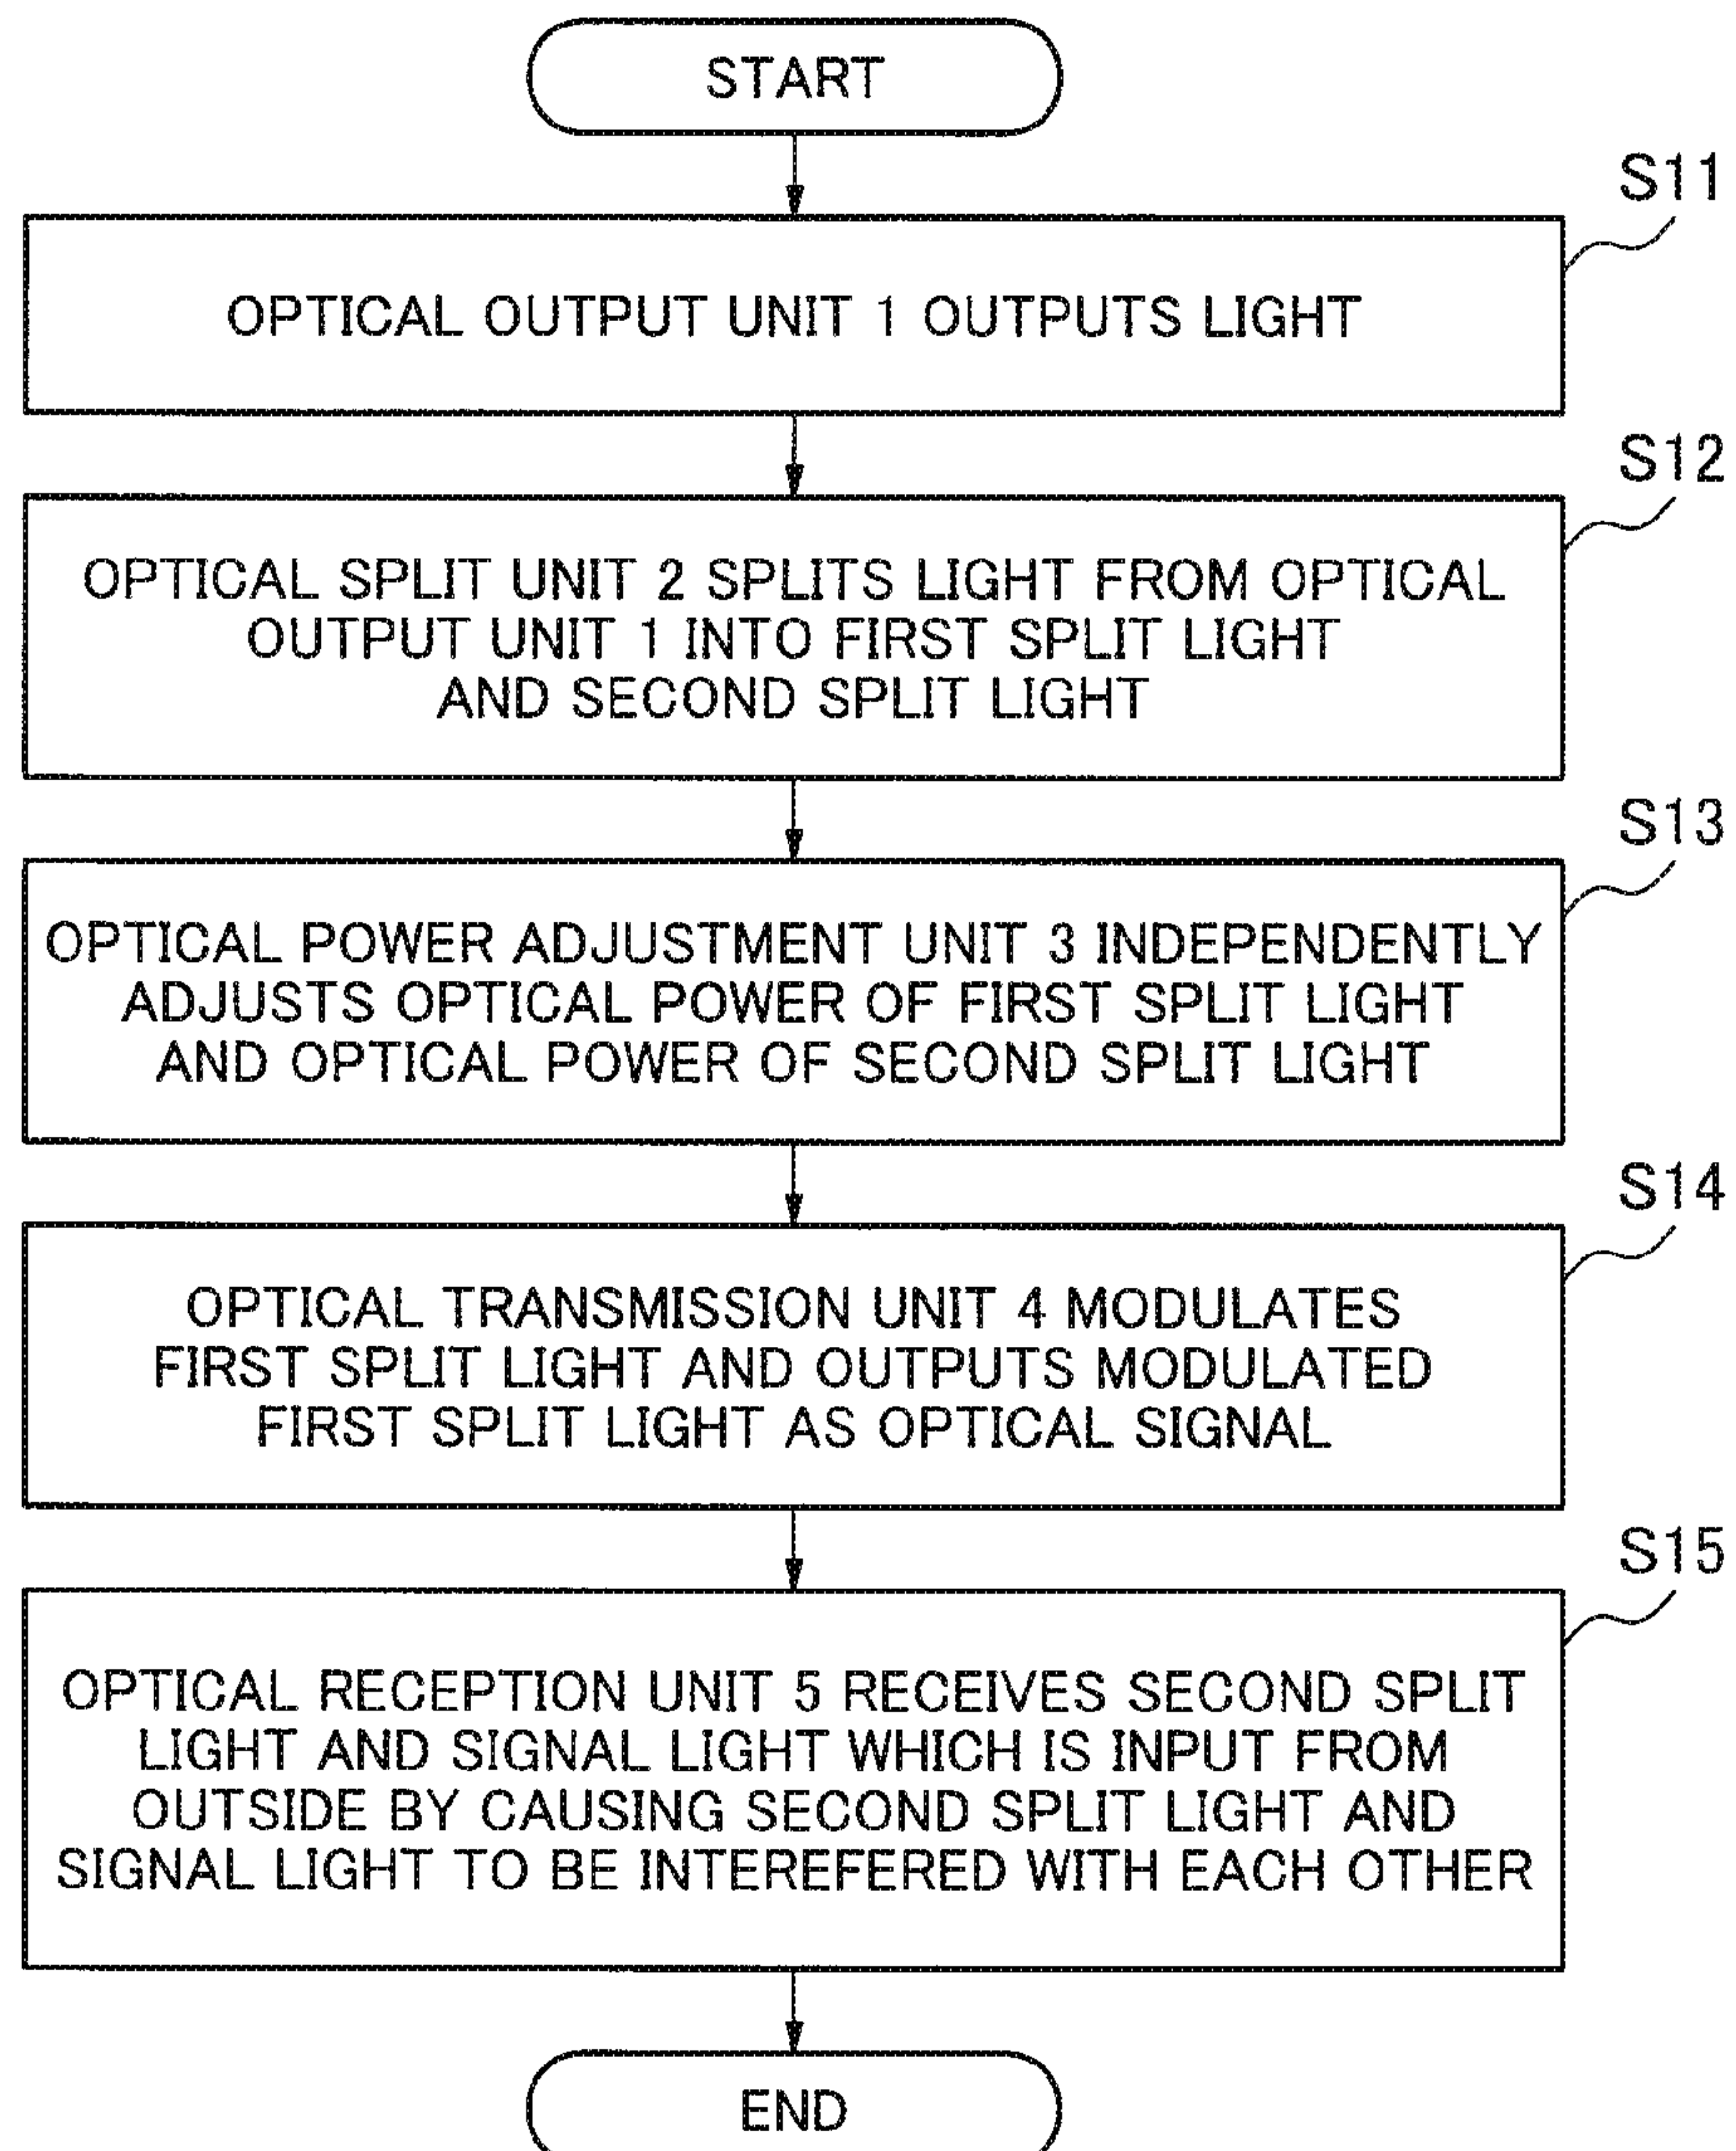 START
S11
OPTICAL OUTPUT UNIT 1 OUTPUTS LIGHT
S12
OPTICAL SPLIT UNIT 2 SPLITS LIGHT FROM OPTICAL
OUTPUT UNIT 1 INTO FIRST SPLIT LIGHT
AND SECOND SPLIT LIGHT
S13
OPTICAL POWER ADJUSTMENT UNIT 3 INDEPENDENTLY
ADJUSTS OPTICAL POWER OF FIRST SPLIT LIGHT
AND OPTICAL POWER OF SECOND SPLIT LIGHT
S14
OPTICAL TRANSMISSION UNIT 4 MODULATES
FIRST SPLIT LIGHT AND OUTPUTS MODULATED
FIRST SPLIT LIGHT AS OPTICAL SIGNAL
S15
OPTICAL RECEPTION UNIT 5 RECEIVES SECOND SPLIT
LIGHT AND SIGNAL LIGHT WHICH IS INPUT FROM
OUTSIDE BY CAUSING SECOND SPLIT LIGHT AND
SIGNAL LIGHT TO BE INTEREFERED WITH EACH OTHER
END